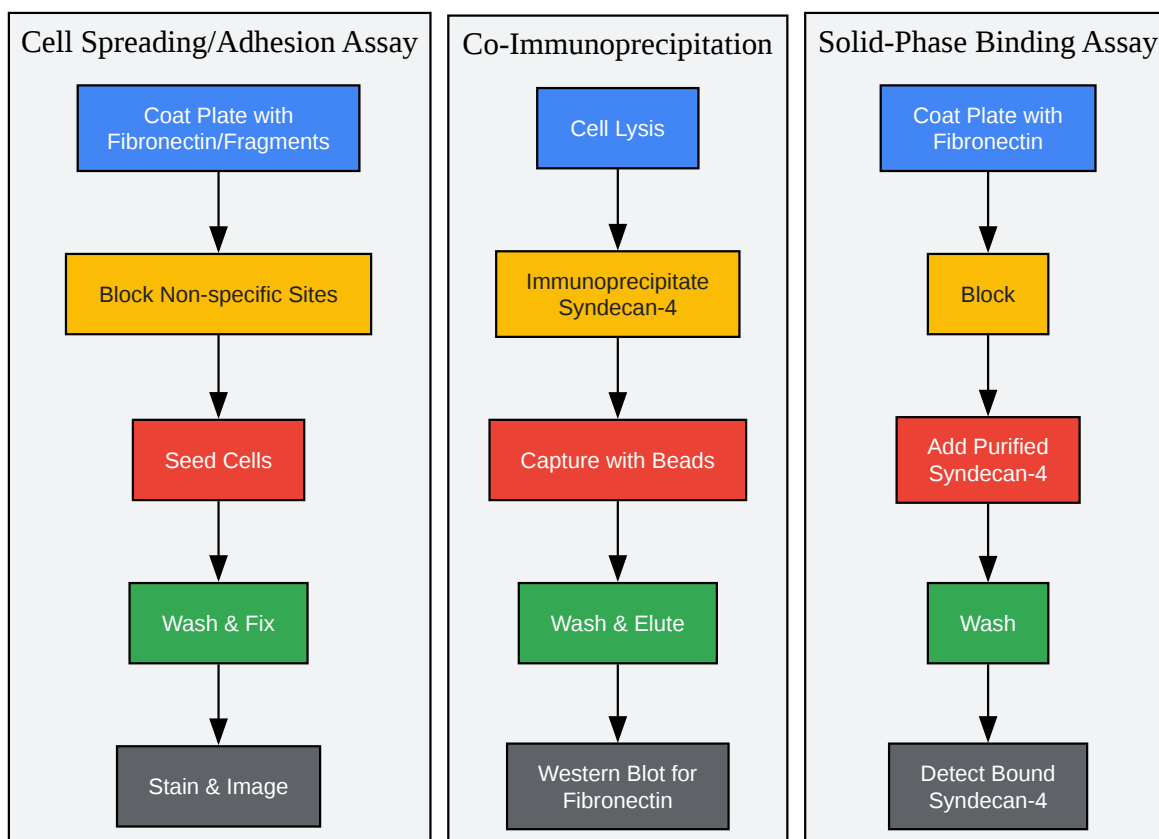 Cell Spreading/Adhesion Assay
Coat Plate with
Fibronectin/Fragments
Block Non-specific Sites
Seed Cells
Wash & Fix
Stain & Image
Co-Immunoprecipitation
Cell Lysis
Immunoprecipitate
Syndecan-4
Capture with Beads
Wash & Elute
Western Blot for
Fibronectin
Solid-Phase Binding Assay
Coat Plate with
Fibronectin
Block
Add Purified
Syndecan-4
Wash
Detect Bound
Syndecan-4